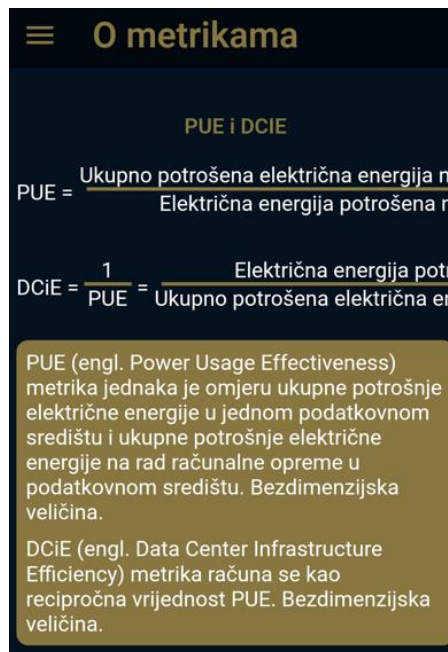 O metrikama
PUE i DCIE
Ukupno potrošena električna energija
PUE =
Električna energija potrošena
1
Električna energija
DCiE =
=
PUE
Ukupno potrošena električna
PUE (engl. Power Usage Effectiveness)
metrika jednaka je omjeru ukupne potrošnje
električne energije u jednom podatkovnom
središtu i ukupne potrošnje električne
energije na rad računalne opreme u
podatkovnom središtu. Bezdimenzijska
veličina.
DCiE (engl. Data Center Infrastructure
Efficiency) metrika računa se kao
recipročna vrijednost PUE. Bezdimenzijska
veličina.